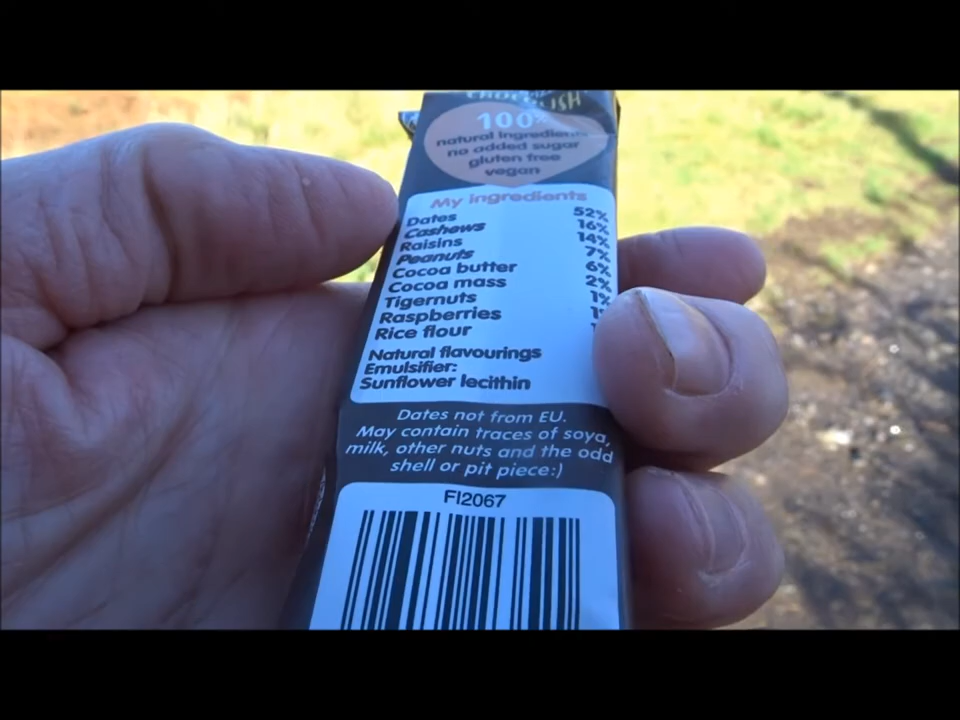 100%
natural ingredients
no added sugar
gluten free
vegan
My ingredients
Dates 52%
Cashews 16%
Raisins 14%
Peanuts 7%
Cocoa butter 6%
Cocoa mass 2%
Tigernuts 1%
Raspberries
Rice flour
Natural flavourings
Emulsifier:
Sunflower lecithin
Dates not from EU.
May contain traces of soya,
milk, other nuts and the odd
shell or pit piece:)
FI2067